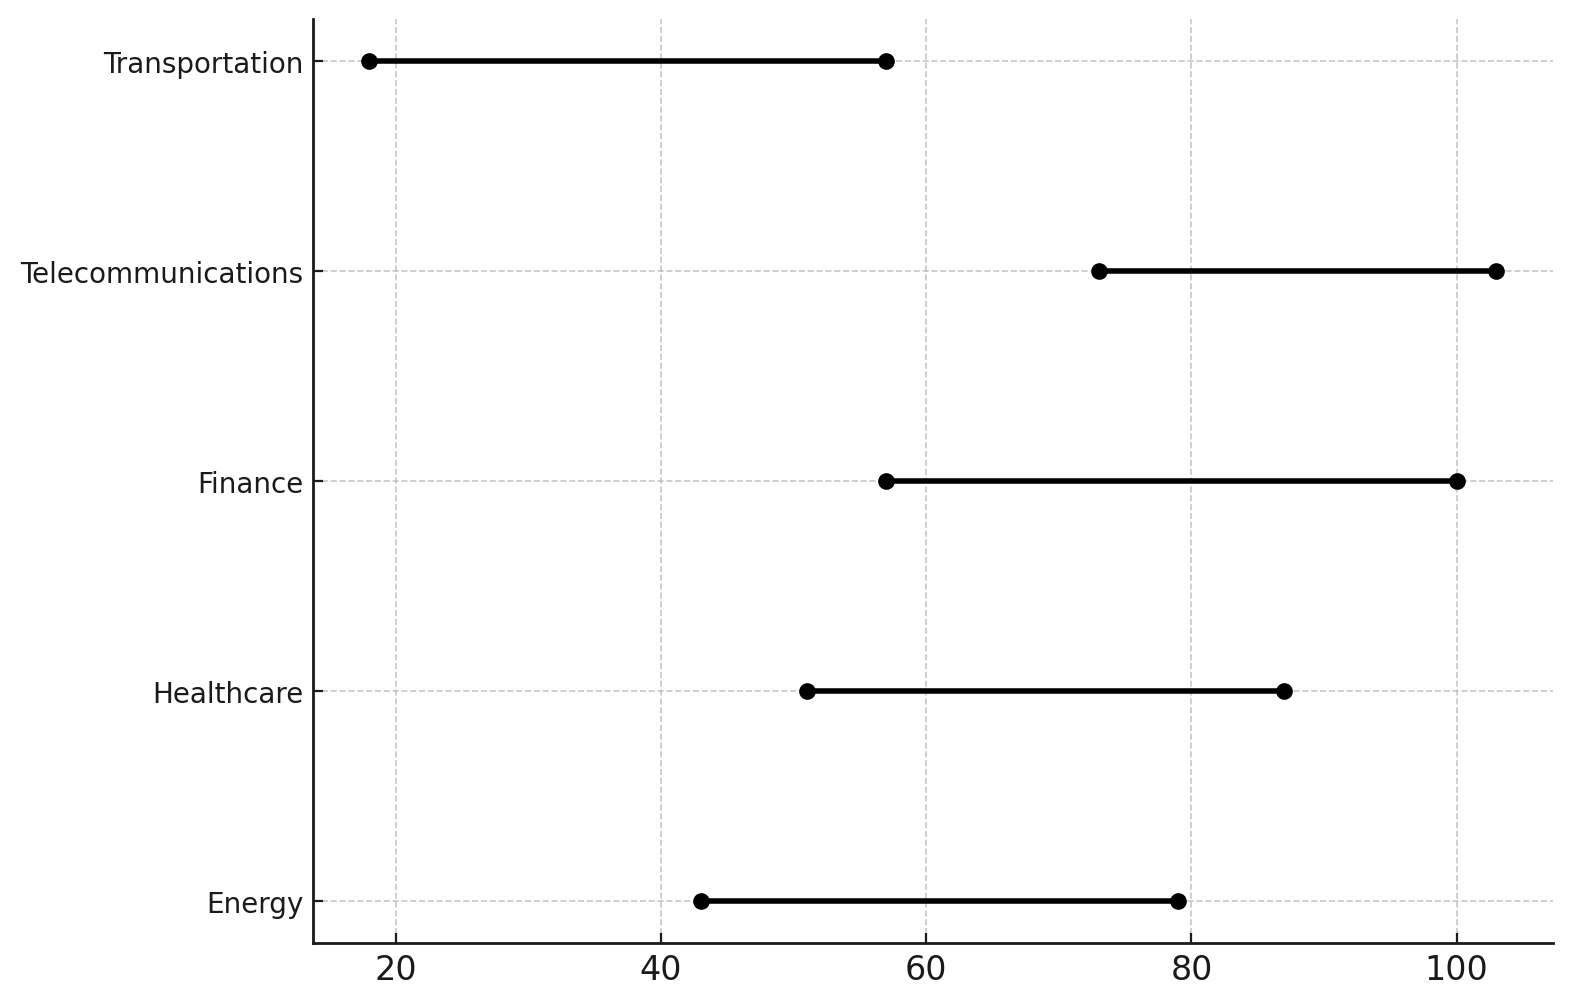 Transportation
Telecommunications
Finance
Healthcare
Energy
20 40 60 80 100